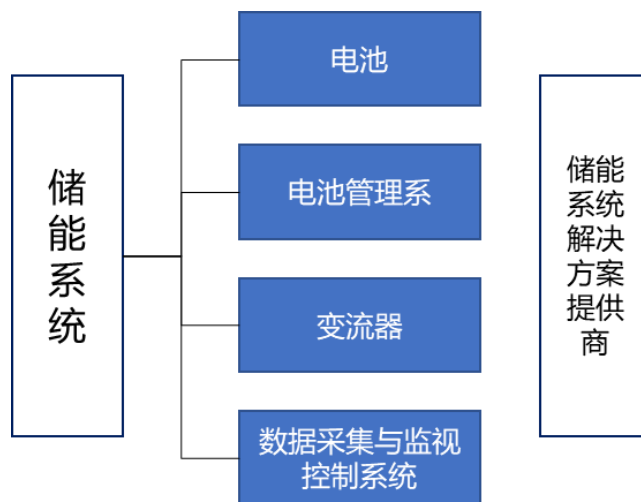 储能系统
电池
电池管理系
变流器
数据采集与监视
控制系统
储能
系统
解决
方案
提供
商